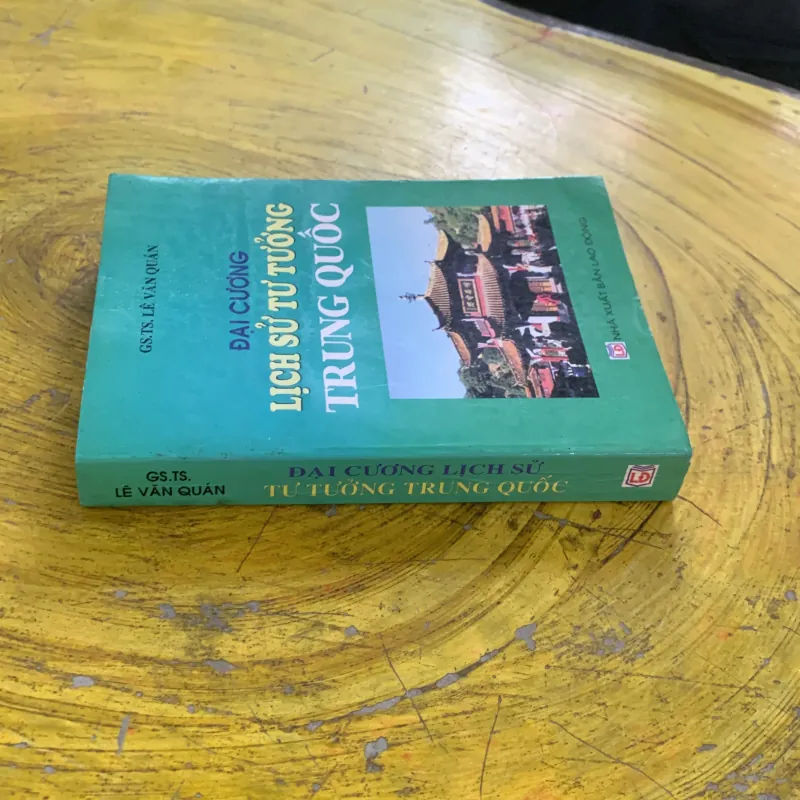 GS.TS. LÊ VĂN QUÁN
ĐẠI CƯƠNG
LỊCH SỬ TƯ TƯỞNG
TRUNG QUỐC
NHÀ XUẤT BẢN LAO ĐỘNG
GS.TS.
LÊ VĂN QUÁN
ĐẠI CƯƠNG LỊCH SỬ
TƯ TƯỞNG TRUNG QUỐC